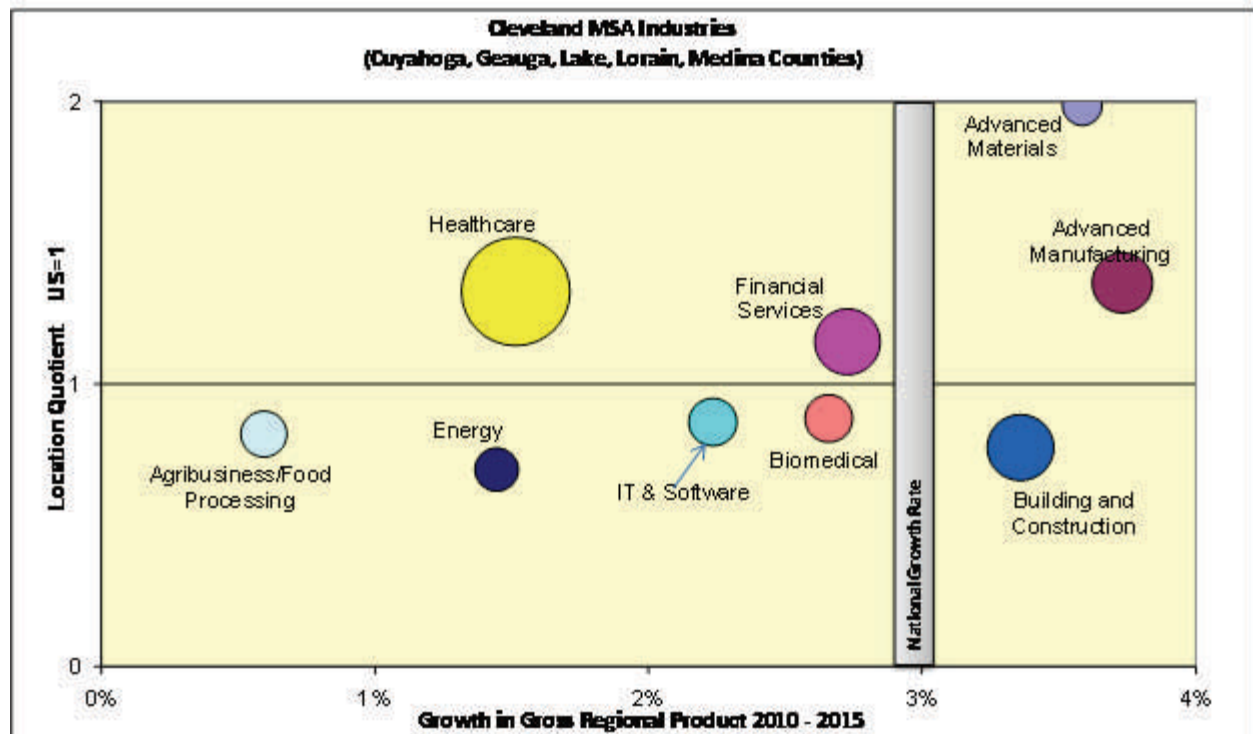 Cleveland MSA Industries
(Cuyahoga, Geauga, Lake, Lorain, Medina Counties)
2
Advanced
Materials
Healthcare
Advanced
Manufacturing
Financial
Services
Location Quotient US=1
1
Energy
Agribusiness/Food
Processing
IT & Software
Biomedical
Building and
Construction
National Growth Rate
0
0%
1%
2%
3%
4%
Growth in Gross Regional Product 2010 - 2015